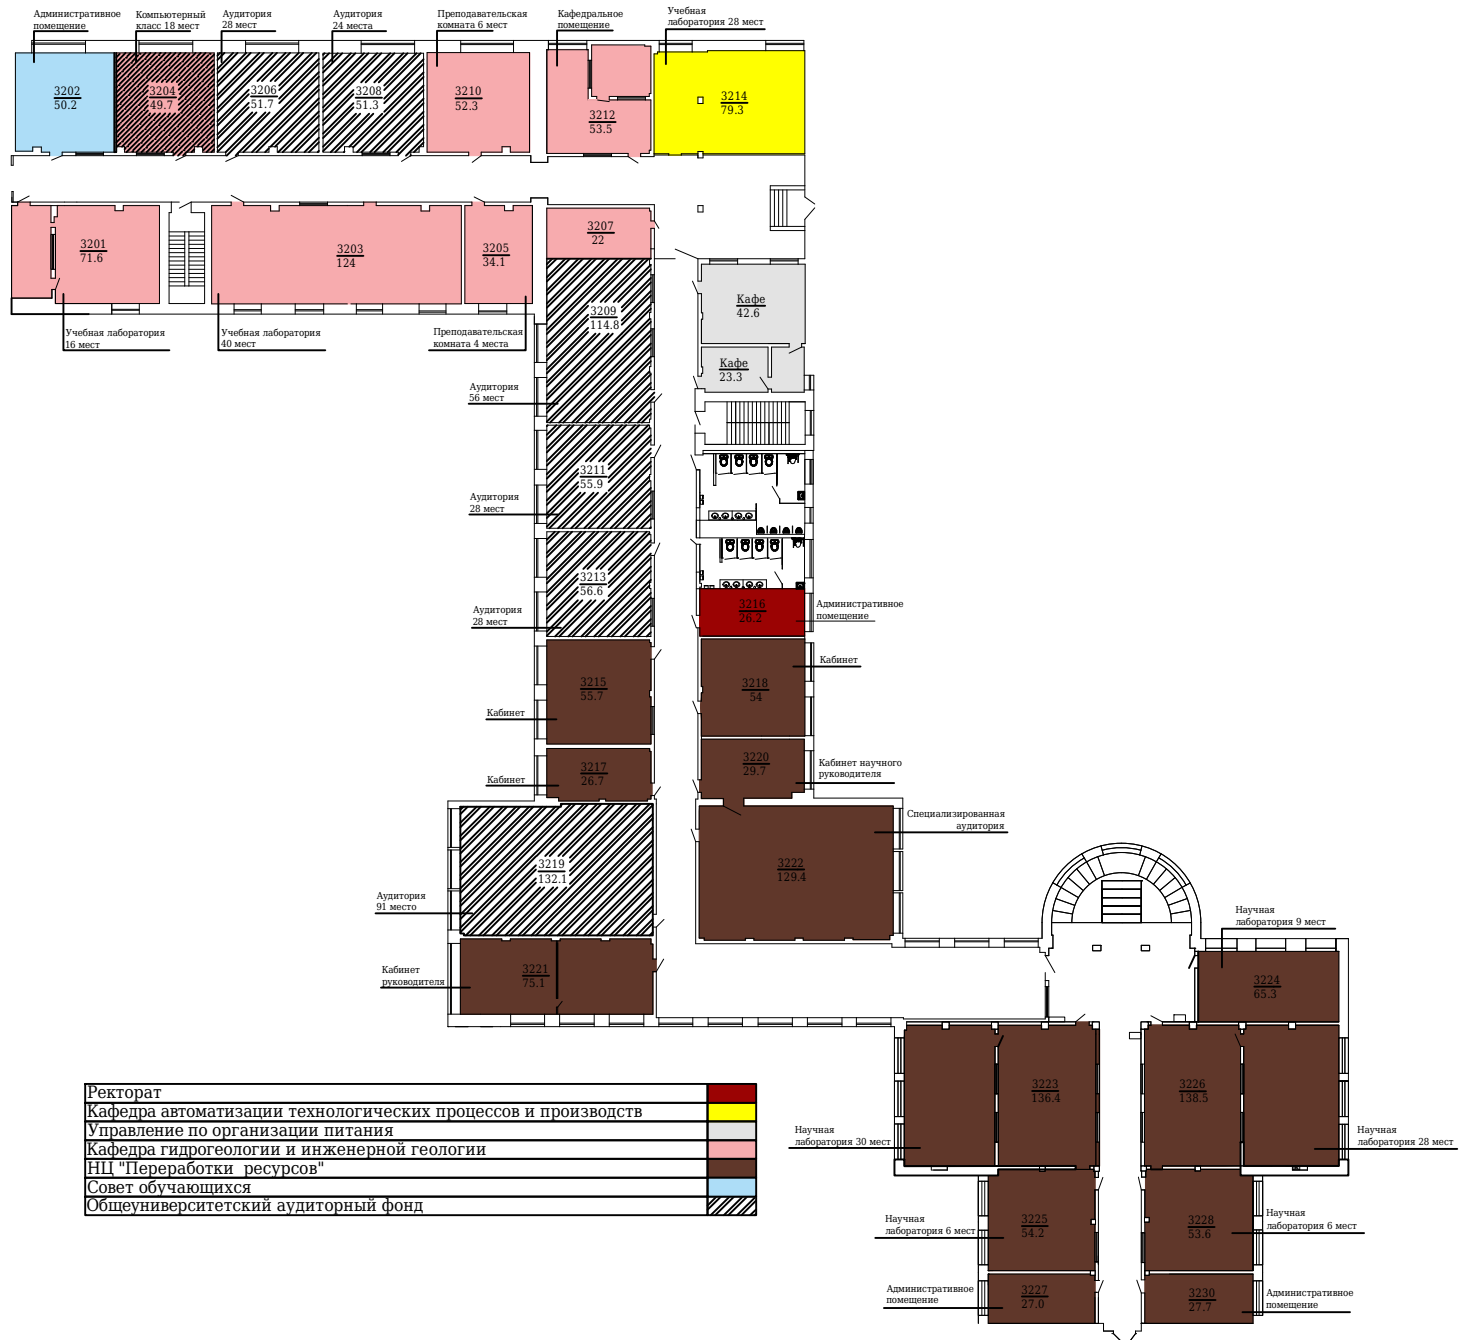 Административное
помещение
Компьютерный
класс 18 мест
Аудитория
28 мест
Аудитория
24 места
Преподавательская
комната 6 мест
Кафедральное
помещение
Учебная
лаборатория 28 мест
3202
50.2
3204
49.7
3206
51.7
3208
51.3
3210
52.3
3212
53.5
3214
79.3
3201
71.6
3203
124
3205
34.1
3207
22
Учебная лаборатория
16 мест
Учебная лаборатория
40 мест
Преподавательская
комната 4 места
3209
114.8
Кафе
42.6
Кафе
23.3
Аудитория
56 мест
3211
55.9
Аудитория
28 мест
3213
56.6
Аудитория
28 мест
3216
26.2
Административное
помещение
3215
55.7
Кабинет
3218
54
Кабинет
3217
26.7
Кабинет
3220
29.7
Кабинет научного
руководителя
Специализированная
аудитория
3219
132.1
3222
129.4
Аудитория
91 место
3221
75.1
Кабинет
руководителя
Научная
лаборатория 9 мест
3224
65.3
3223
136.4
3226
138.5
Научная
лаборатория 30 мест
Научная
лаборатория 28 мест
3225
54.2
3228
53.6
Научная
лаборатория 6 мест
Научная
лаборатория 6 мест
3227
27.0
3230
27.7
Административное
помещение
Административное
помещение
Ректорат
Кафедра автоматизации технологических процессов и производств
Управление по организации питания
Кафедра гидрогеологии и инженерной геологии
НЦ "Переработки ресурсов"
Совет обучающихся
Общеуниверситетский аудиторный фонд